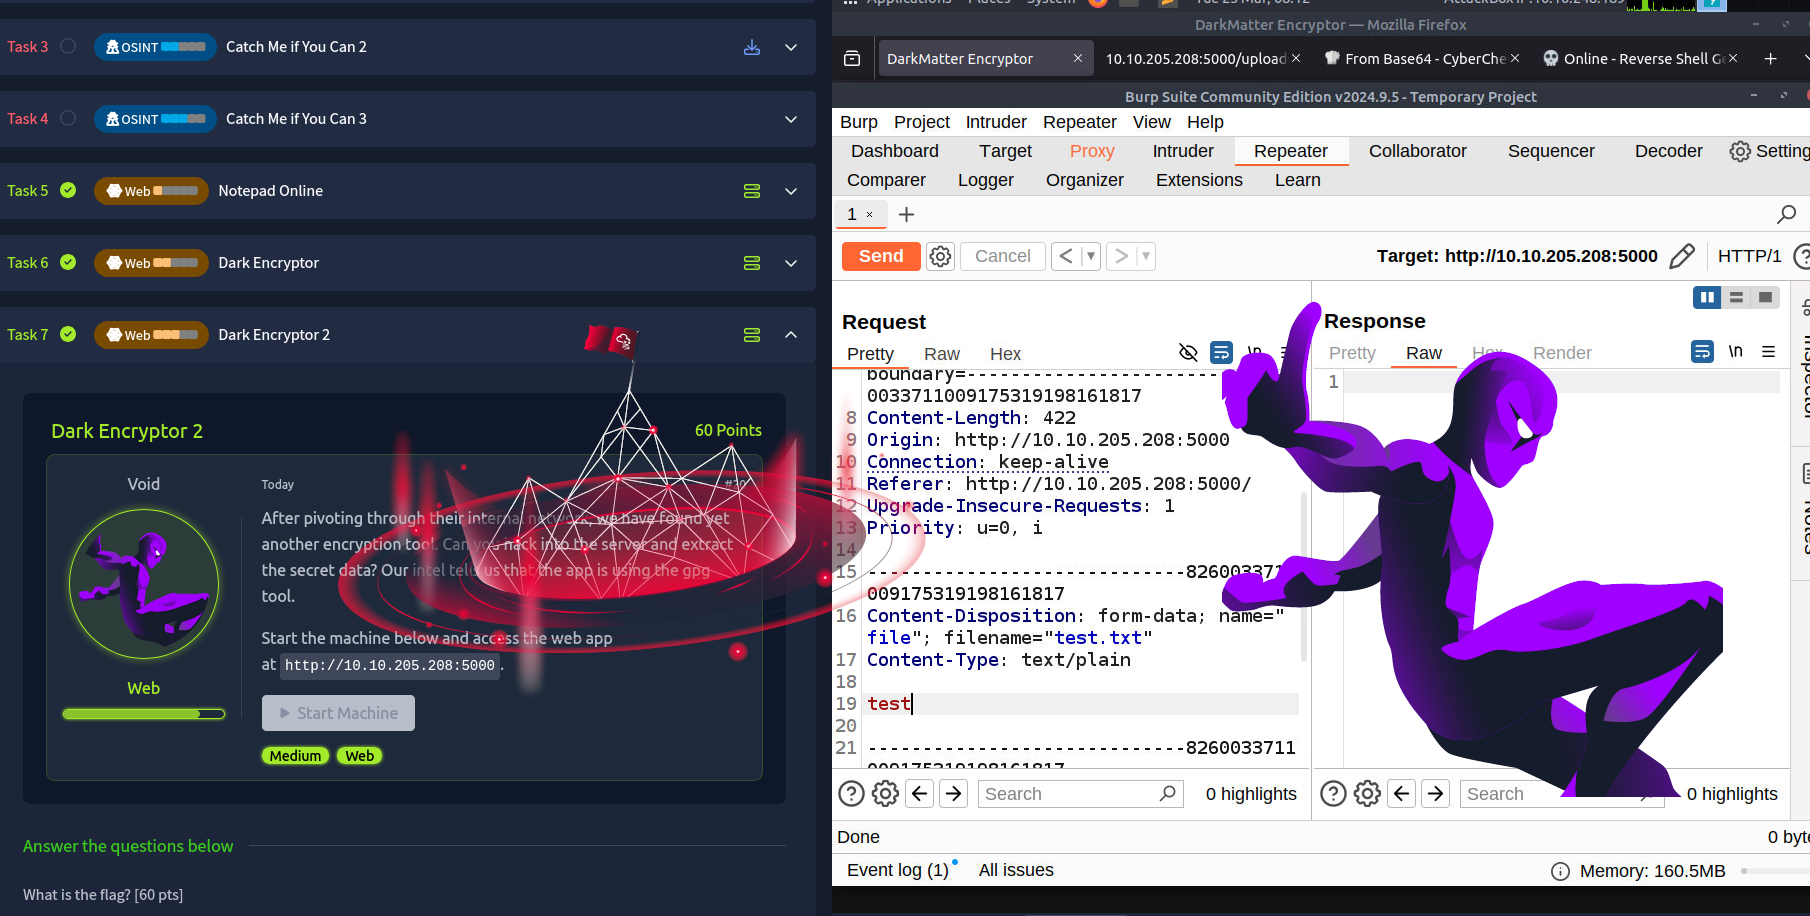 Task 3
OSINT
Catch Me if You Can 2
Task 4
OSINT
Catch Me if You Can 3
Task 5
Web
Notepad Online
Task 6
Web
Dark Encryptor
Task 7
Web
Dark Encryptor 2
Dark Encryptor 2
60 Points
Void
Web
Today
After pivoting through their internal network, we have found yet
another encryption tool. Can you hack into the server and extract
the secret data? Our intel tells us that the app is using the gpg
tool.
Start the machine below and access the web app
at http://10.10.205.208:5000 .
Start Machine
Medium Web
Answer the questions below
What is the flag? [60 pts]
DarkMatter Encryptor — Mozilla Firefox
DarkMatter Encryptor
10.10.205.208:5000/upload
From Base64 - CyberChe
Online - Reverse Shell Ge
Burp Suite Community Edition v2024.9.5 - Temporary Project
Burp Project Intruder Repeater View Help
Dashboard Target Proxy Intruder Repeater Collaborator Sequencer Decoder Setting
Comparer Logger Organizer Extensions Learn
1 × +
Send Cancel < > Target: http://10.10.205.208:5000 HTTP/1
Request
Pretty Raw Hex \n
boundary=-----------------------
0033711009175319198161817
8 Content-Length: 422
9 Origin: http://10.10.205.208:5000
10 Connection: keep-alive
11 Referer: http://10.10.205.208:5000/
12 Upgrade-Insecure-Requests: 1
13 Priority: u=0, i
14
15 -----------------------------826003371
009175319198161817
16 Content-Disposition: form-data; name="
file"; filename="test.txt"
17 Content-Type: text/plain
18
19 test
20
21 -----------------------------8260033711
009175319198161817
Search 0 highlights
Response
Pretty Raw Hex Render \n
1
Search 0 highlights
Inspector
Notes
Done
0 byte
Event log (1) All issues
Memory: 160.5MB